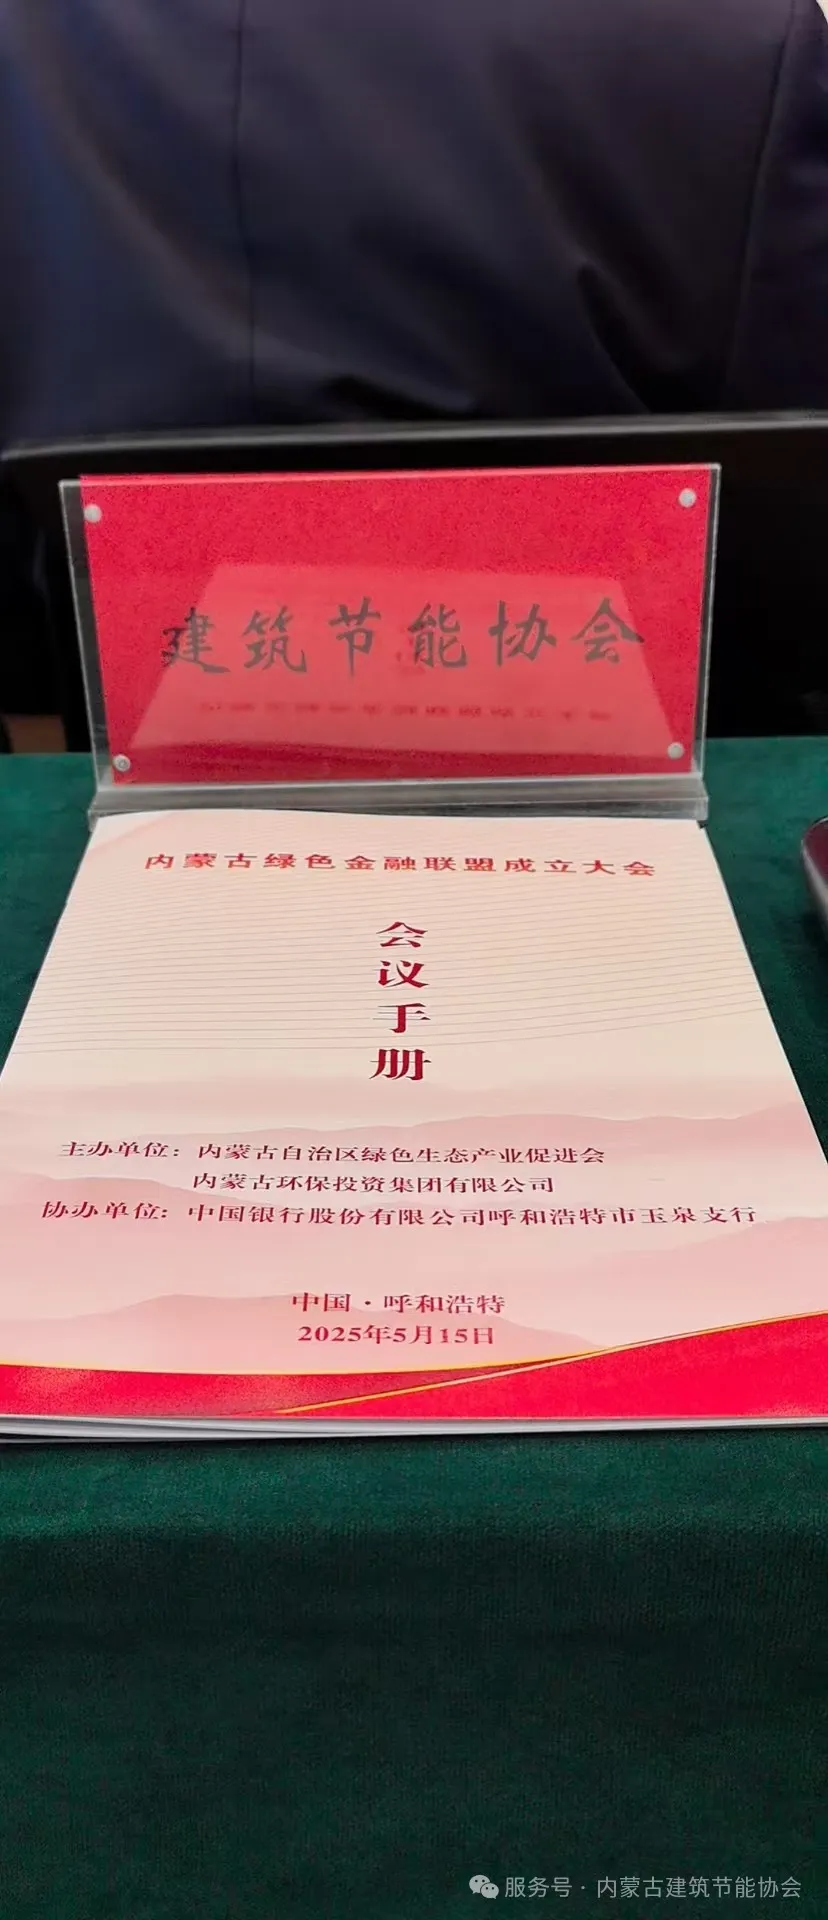 建筑节能协会
内蒙古绿色金融联盟成立大会
会
议
手
册
主办单位：内蒙古自治区绿色生态产业促进会
内蒙古环保投资集团有限公司
协办单位：中国银行股份有限公司呼和浩特市玉泉支行
中国·呼和浩特
2025年5月15日
服务号·内蒙古建筑节能协会